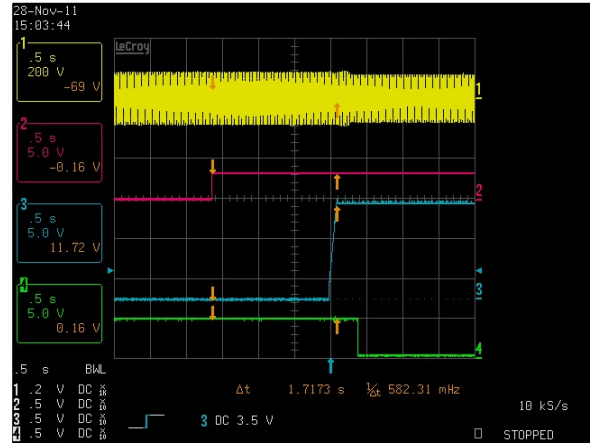 28-Nov-11
15:03:44
LeCroy
1
.5 s
200 V
-69 V
2
.5 s
5.0 V
-0.16 V
3
.5 s
5.0 V
11.72 V
4
.5 s
5.0 V
0.16 V
1
2
3
4
.5 s BWL
1 .2 V DC
2 .5 V DC
3 .5 V DC
4 .5 V DC
Δt 1.7173 s 1/Δt 582.31 mHz
3 DC 3.5 V
10 kS/s
STOPPED